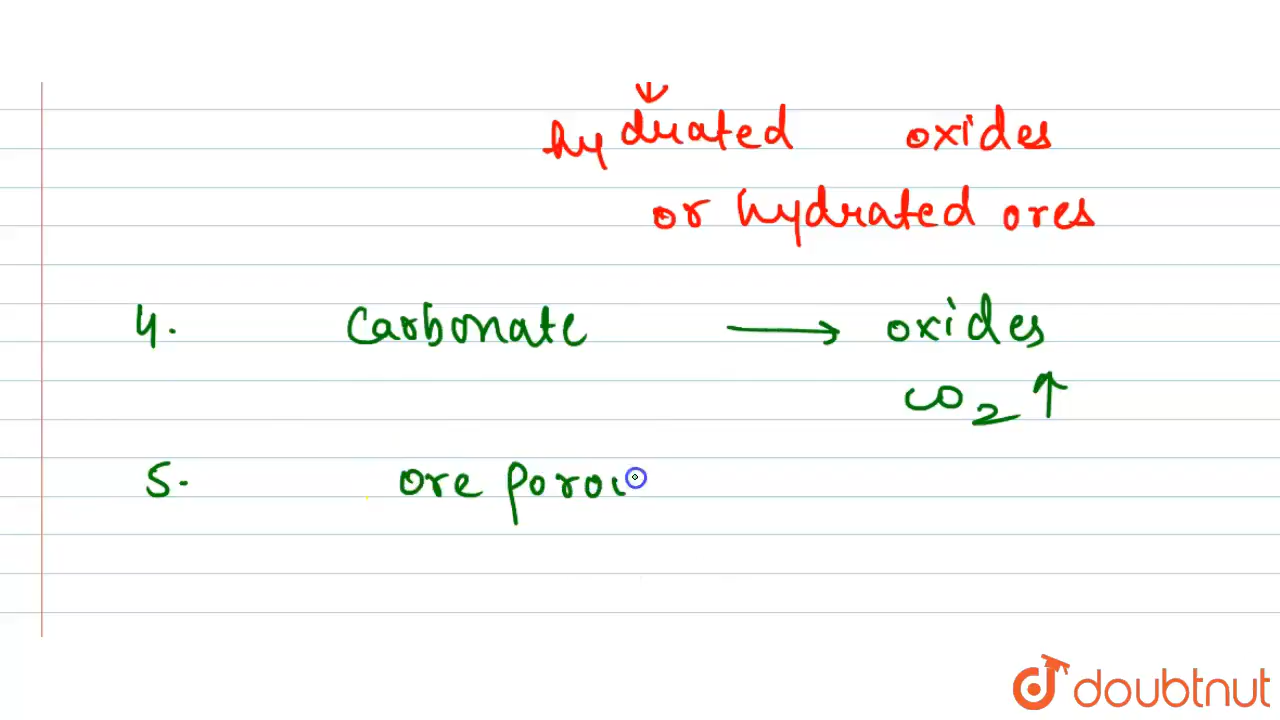 ↓
hydrated oxides
or hydrated ores
4. Carbonate → oxides
CO2 ↑
5. ore porou
doubtnut